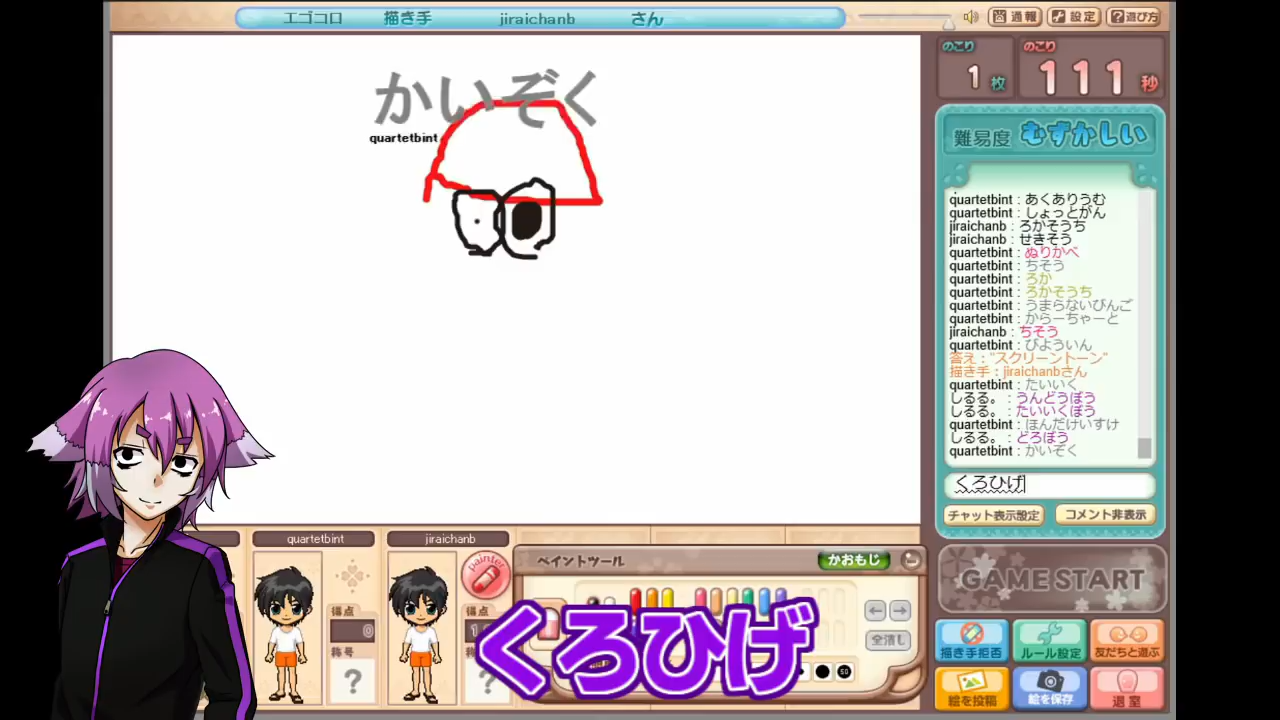 エゴコロ 描き手 jiraichanb さん
通報 設定 遊び方
のこり 1 枚
のこり 111 秒
かいぞく
quartetbint
難易度 むずかしい
quartetbint : あくありうむ
quartetbint : しょっとがん
jiraichanb : ろかそうち
jiraichanb : せきそう
quartetbint : ぬりかべ
quartetbint : ちそう
quartetbint : ろか
quartetbint : ろかそうち
quartetbint : うまらないびんご
quartetbint : からーちゃーと
jiraichanb : ちそう
quartetbint : びよういん
答え : "スクリーントーン"
描き手 : jiraichanbさん
quartetbint : たいいく
しるる。 : うんどうぼう
しるる。 : たいいくぼう
quartetbint : ほんだけいすけ
しるる。 : どろぼう
quartetbint : かいぞく
くろひげ
チャット表示設定 コメント非表示
GAME START
描き手拒否 ルール設定 友だちと遊ぶ
絵を投稿 絵を保存 退室
quartetbint
得点
0
称号
?
jiraichanb
painter
得点
称号
?
ペイントツール かおもじ
全消し
50
くろひげ